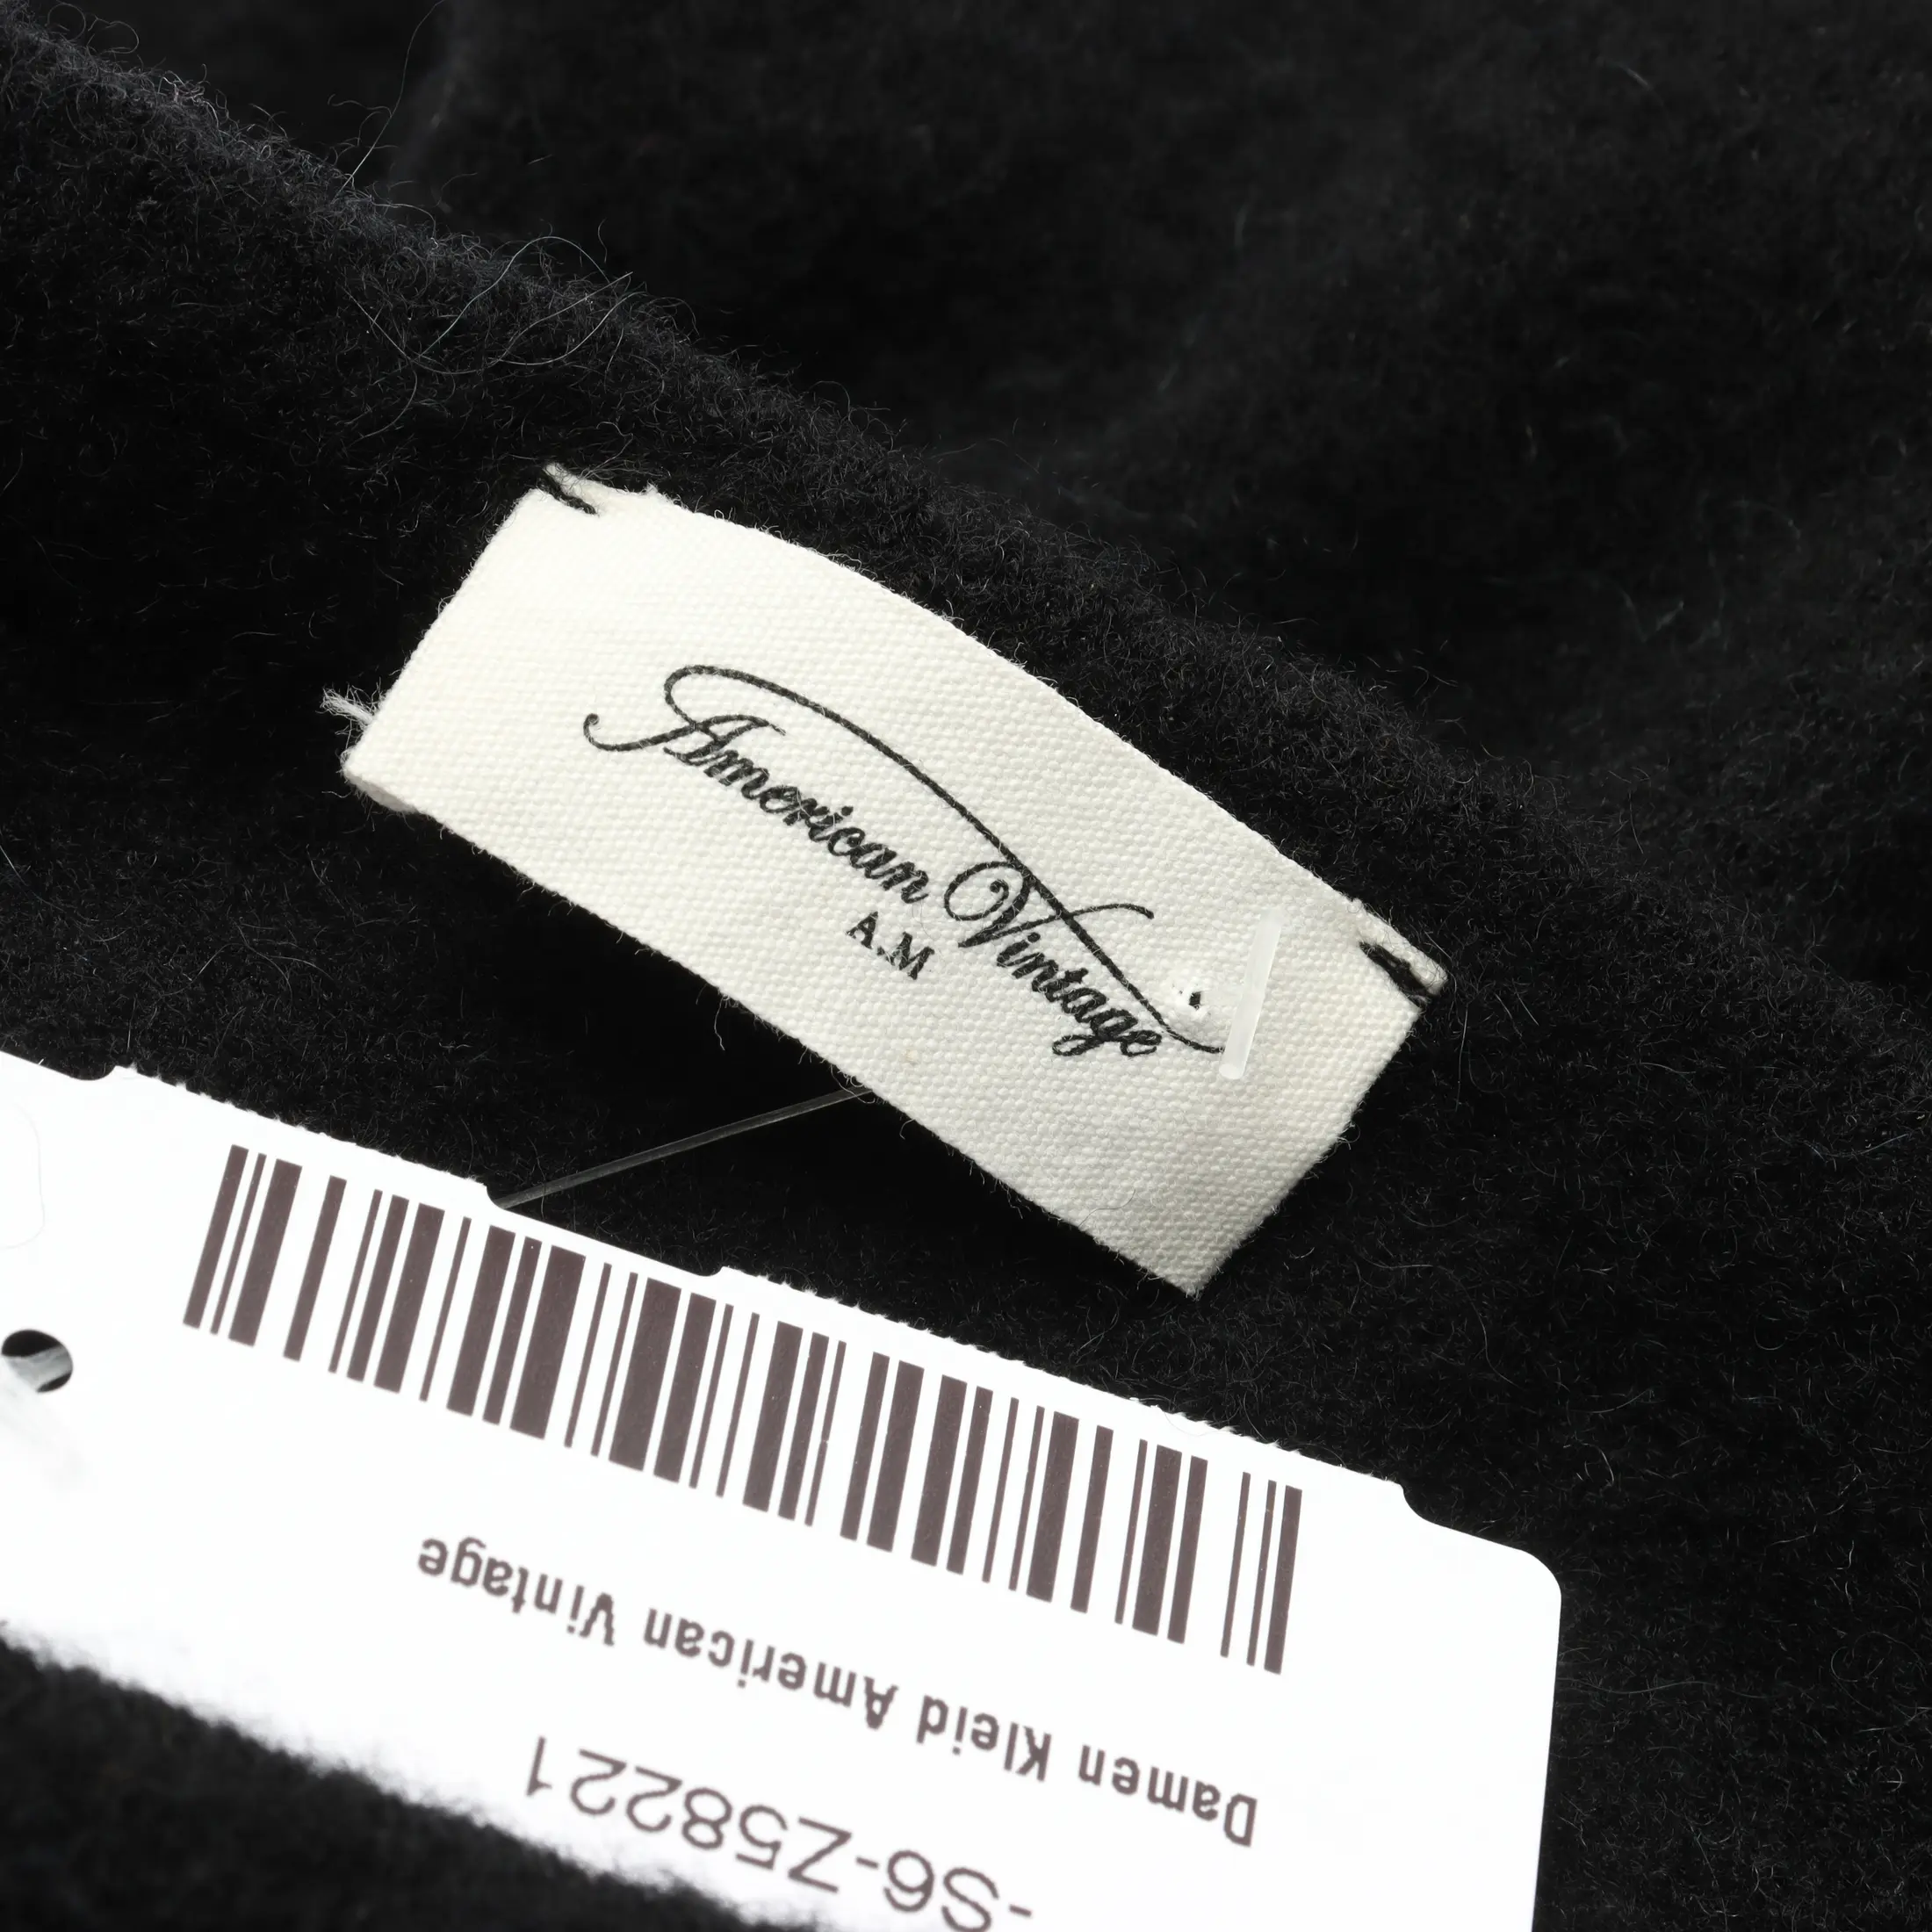 American Vintage
A.M
Damen Kleid American Vintage
-S6-Z58221